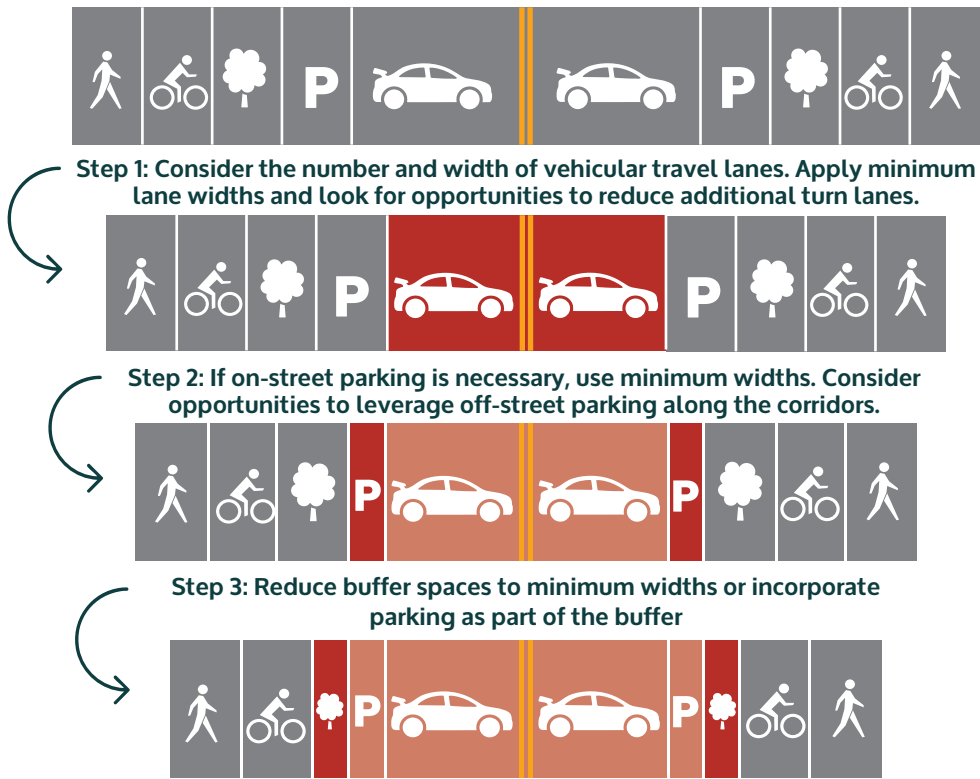 P P
Step 1: Consider the number and width of vehicular travel lanes. Apply minimum
lane widths and look for opportunities to reduce additional turn lanes.
P P
Step 2: If on-street parking is necessary, use minimum widths. Consider
opportunities to leverage off-street parking along the corridors.
P P
Step 3: Reduce buffer spaces to minimum widths or incorporate
parking as part of the buffer
P P